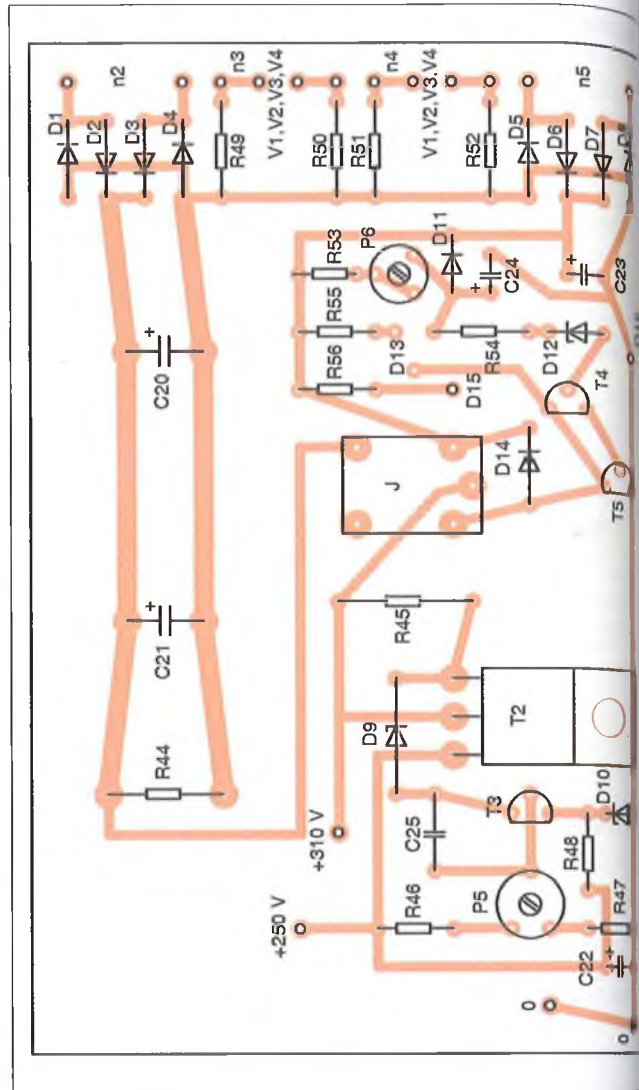 n2
n3
V1,V2,V3,V4
n4
V1,V2,V3,V4
n5
D1
D2
D3
D4
R49
R50
R51
R52
D5
D6
D7
R53
P6
D11
C24
C23
R55
R56
D13
R54
D12
D15
T4
C20
J
D14
T5
C21
R45
R44
D9
T2
+310 V
C25
T3
D10
R48
+250 V
R46
P5
R47
C22
0